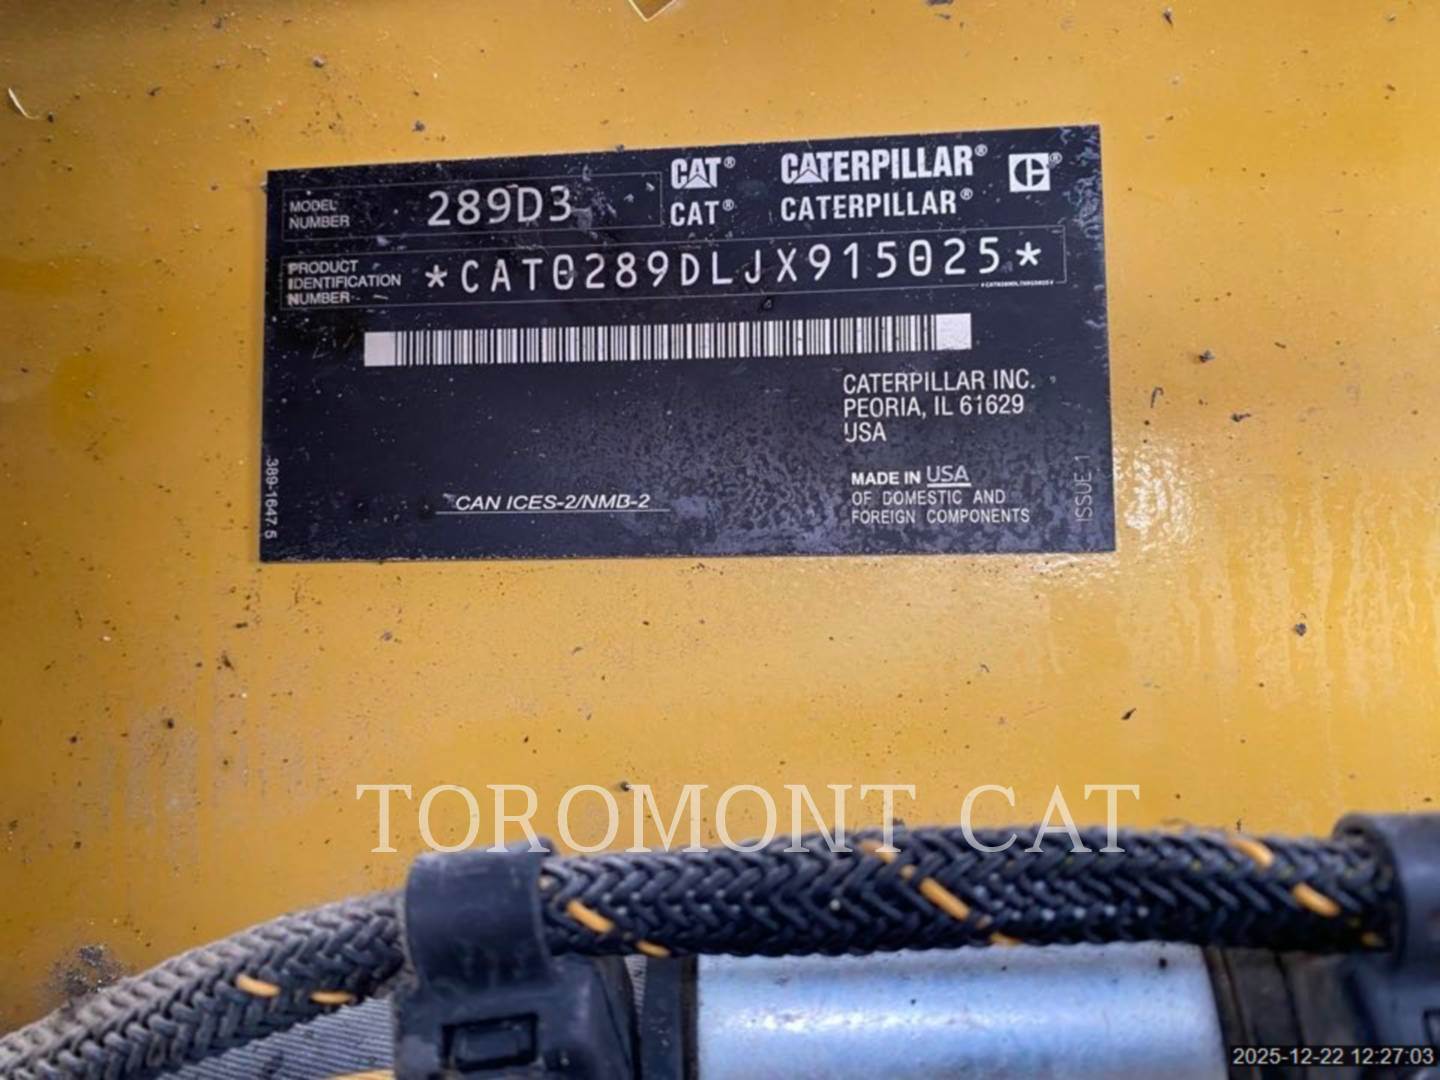 MODEL
NUMBER
289D3
CAT® CATERPILLAR®
CAT® CATERPILLAR®
PRODUCT
IDENTIFICATION
NUMBER
*CAT0289DLJX915025*
CATERPILLAR INC.
PEORIA, IL 61629
USA
MADE IN USA
OF DOMESTIC AND
FOREIGN COMPONENTS
CAN ICES-2/NMB-2
389-1647 5
ISSUE 1
TOROMONT CAT
2025-12-22 12:27:03